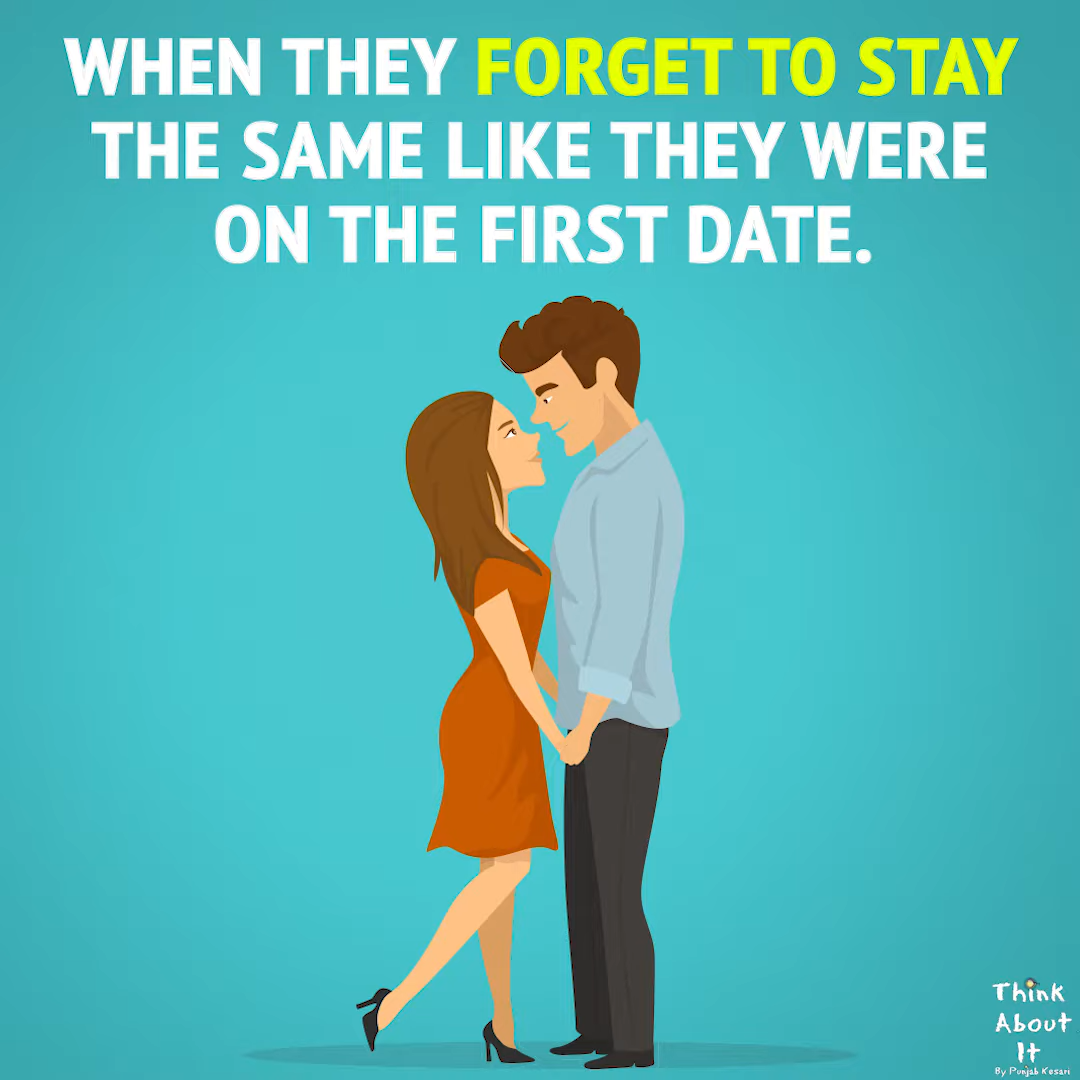 WHEN THEY FORGET TO STAY
THE SAME LIKE THEY WERE
ON THE FIRST DATE.
Think
About
It
By Punjab Kesari